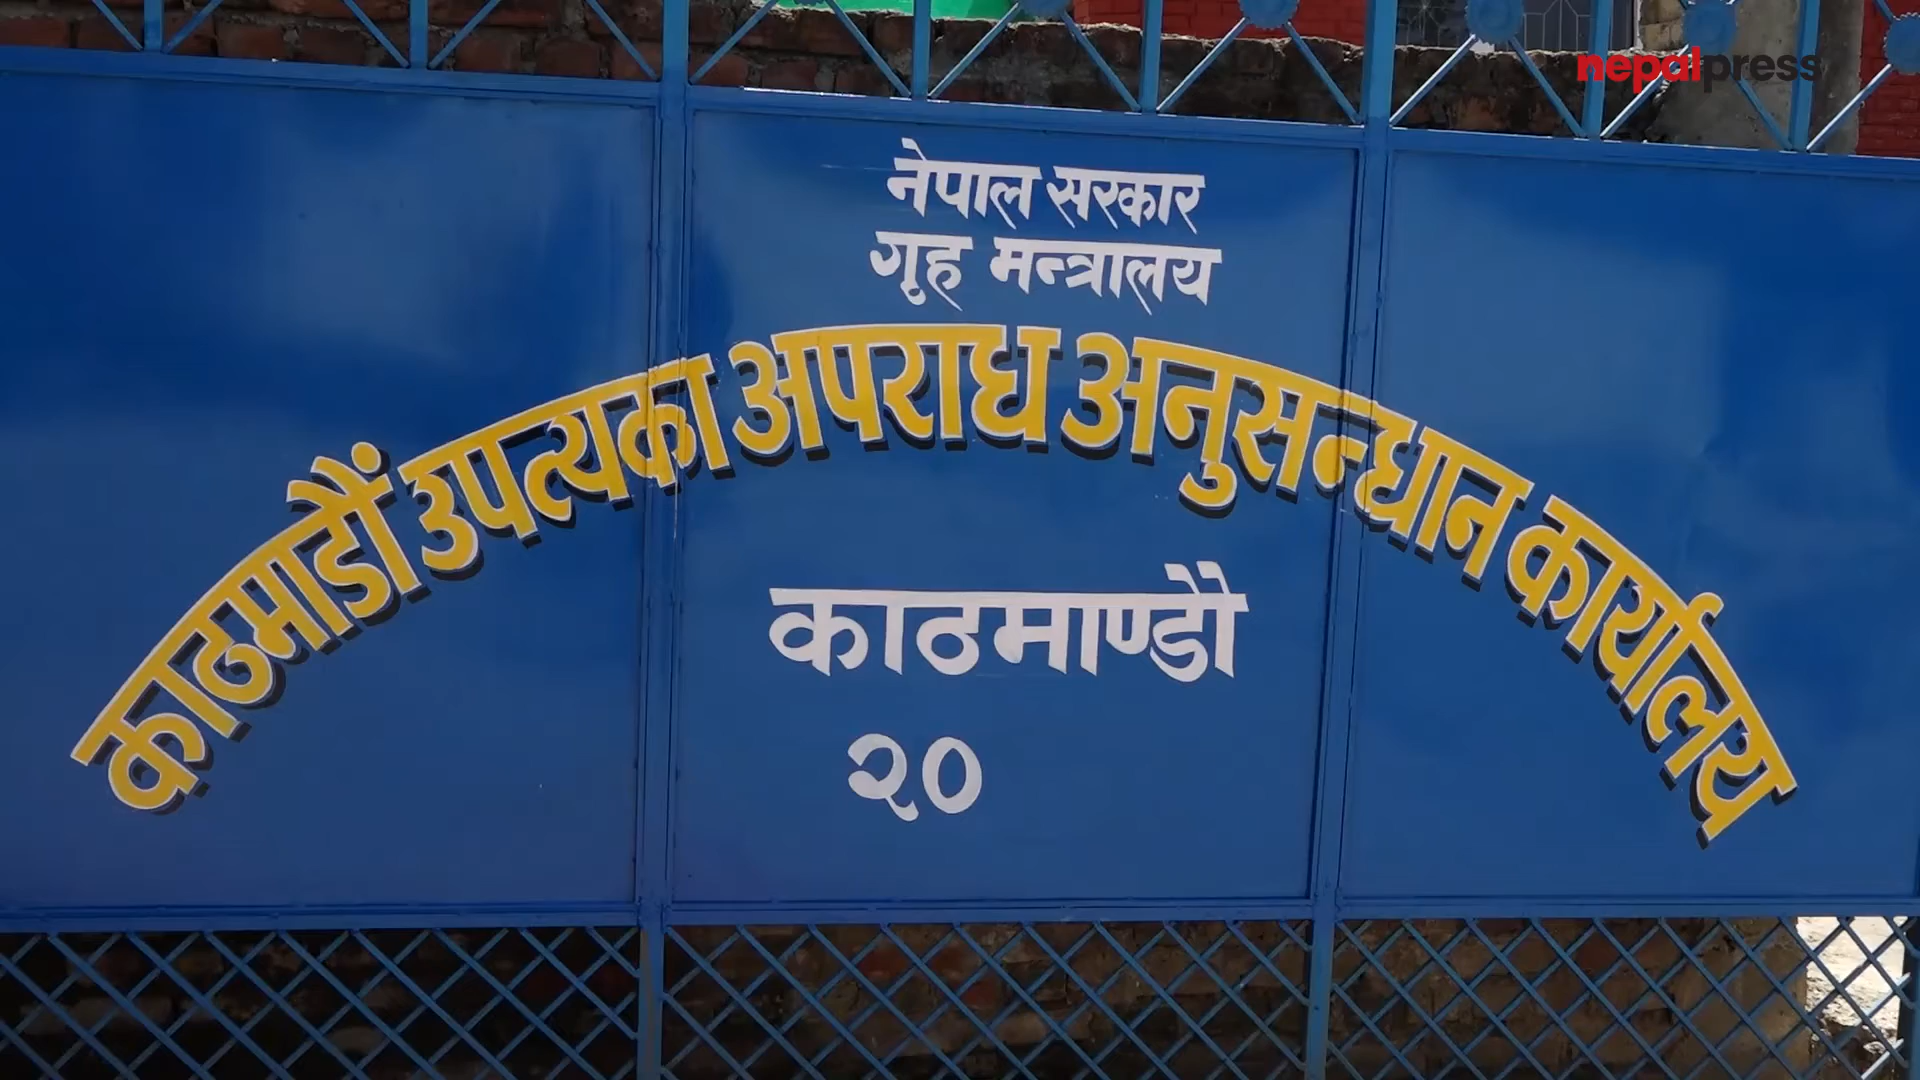 nepalpress
नेपाल सरकार
गृह मन्त्रालय
काठमाडौं उपत्यका अपराध अनुसन्धान कार्यालय
काठमाण्डौ
२०